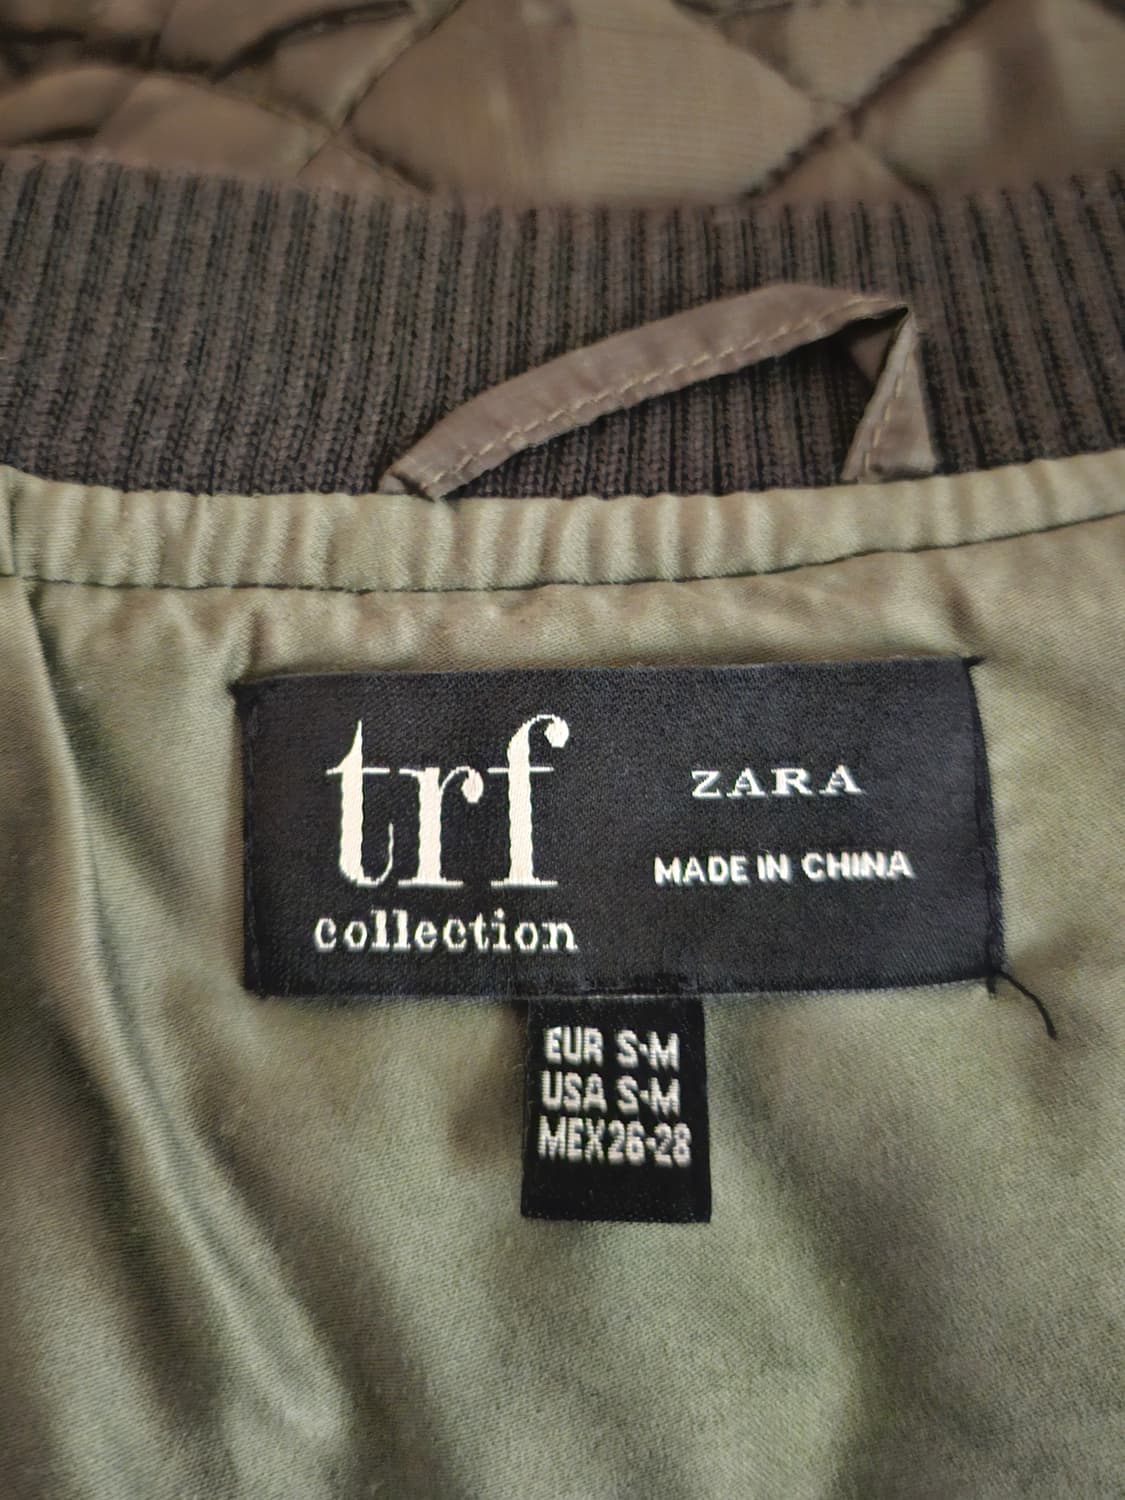 trf
collection
ZARA
MADE IN CHINA
EUR S-M
USA S-M
MEX26-28